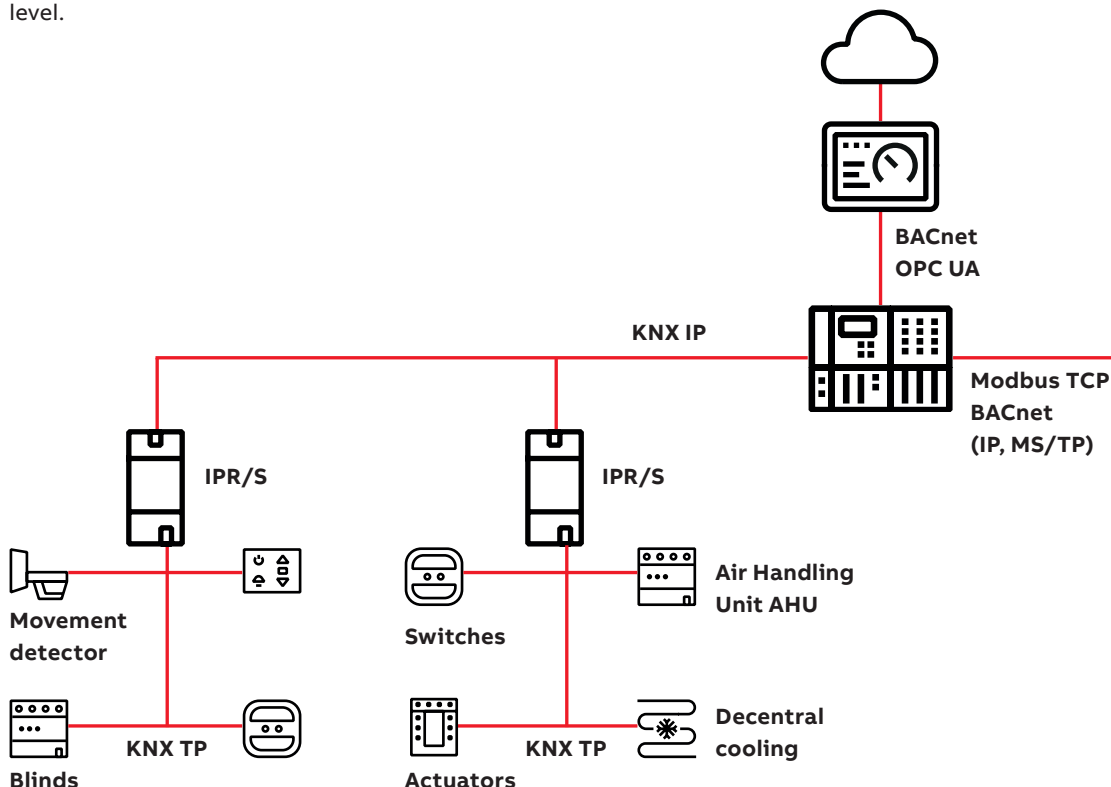 level.
BACnet
OPC UA
KNX IP
Modbus TCP
BACnet
(IP, MS/TP)
IPR/S
IPR/S
Movement
detector
Switches
Air Handling
Unit AHU
Blinds
KNX TP
Actuators
KNX TP
Decentral
cooling